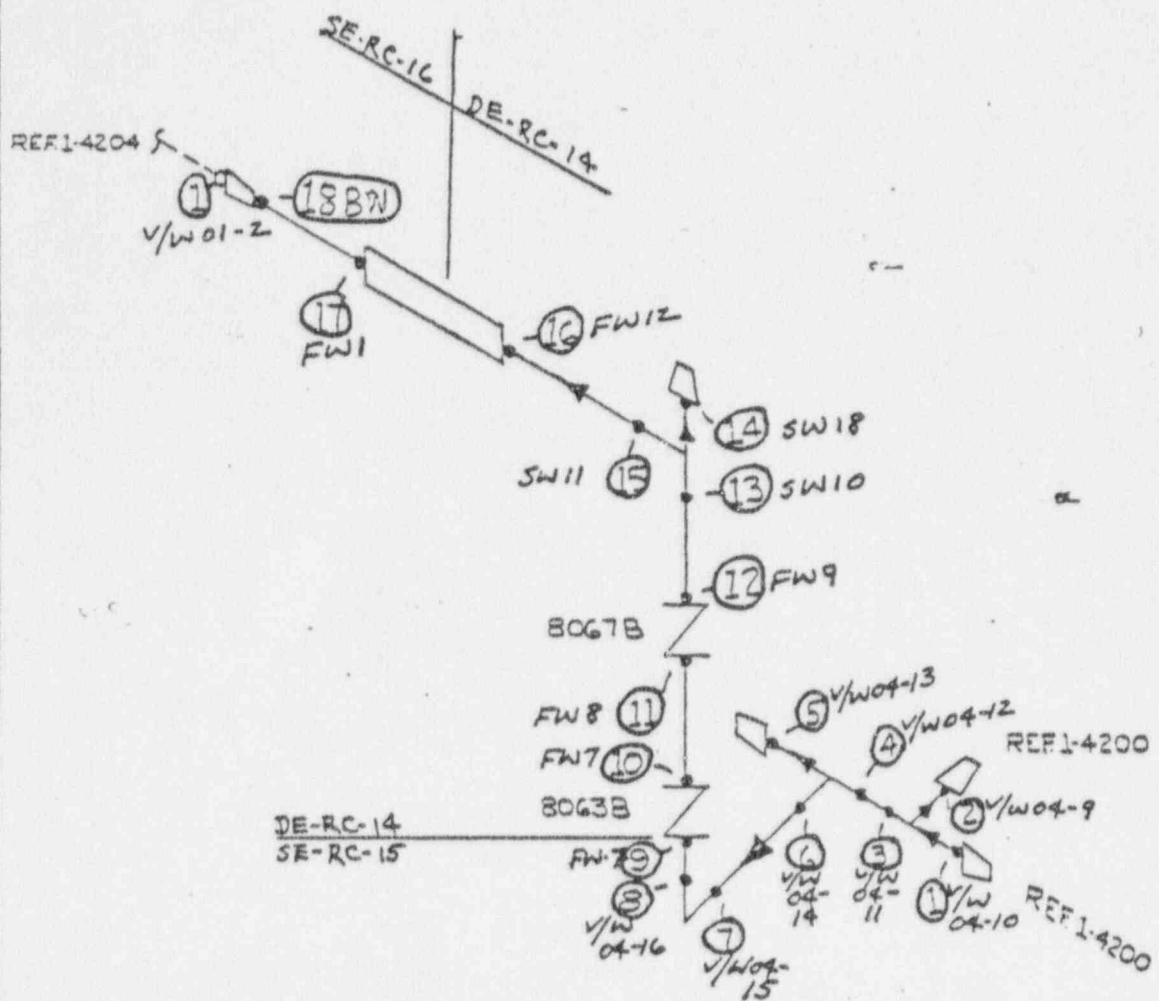 SE-RC-16
DE-RC-14
REF.1-4204
1
V/W 01-2
18BW
17
FW1
16 FW12
14 SW18
SW11 15
13 SW10
12 FW9
8067B
FW8 11
FW7 10
8063B
DE-RC-14
SE-RC-15
9
8
V/W
04-16
7
V/W04-
15
6
V/W
04-
14
5 V/W04-13
4 V/W04-12
REF.1-4200
2 V/W04-9
3
V/W
04-
11
1 V/W
04-10
REF.1-4200